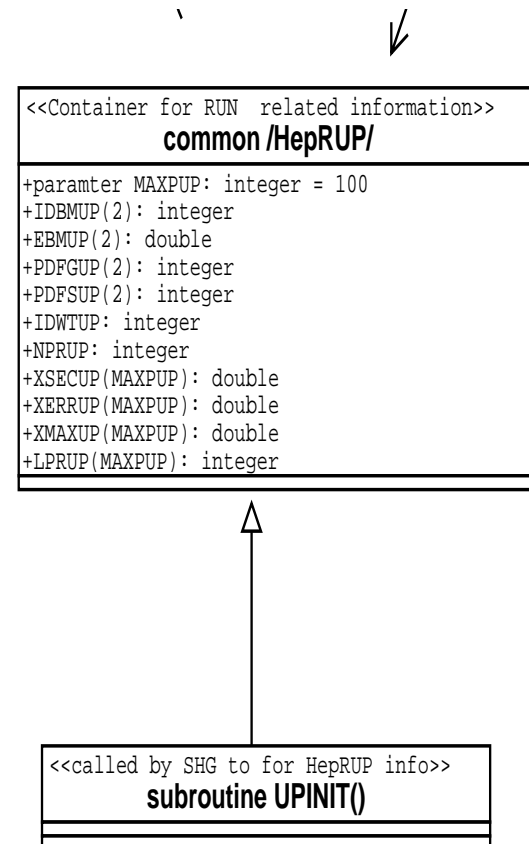 <<Container for RUN  related information>>
common /HepRUP/
+paramter MAXPUP: integer = 100
+IDBMUP(2): integer
+EBMUP(2): double
+PDFGUP(2): integer
+PDFSUP(2): integer
+IDWTUP: integer
+NPRUP: integer
+XSECUP(MAXPUP): double
+XERRUP(MAXPUP): double
+XMAXUP(MAXPUP): double
+LPRUP(MAXPUP): integer
<<called by SHG to for HepRUP info>>
subroutine UPINIT()